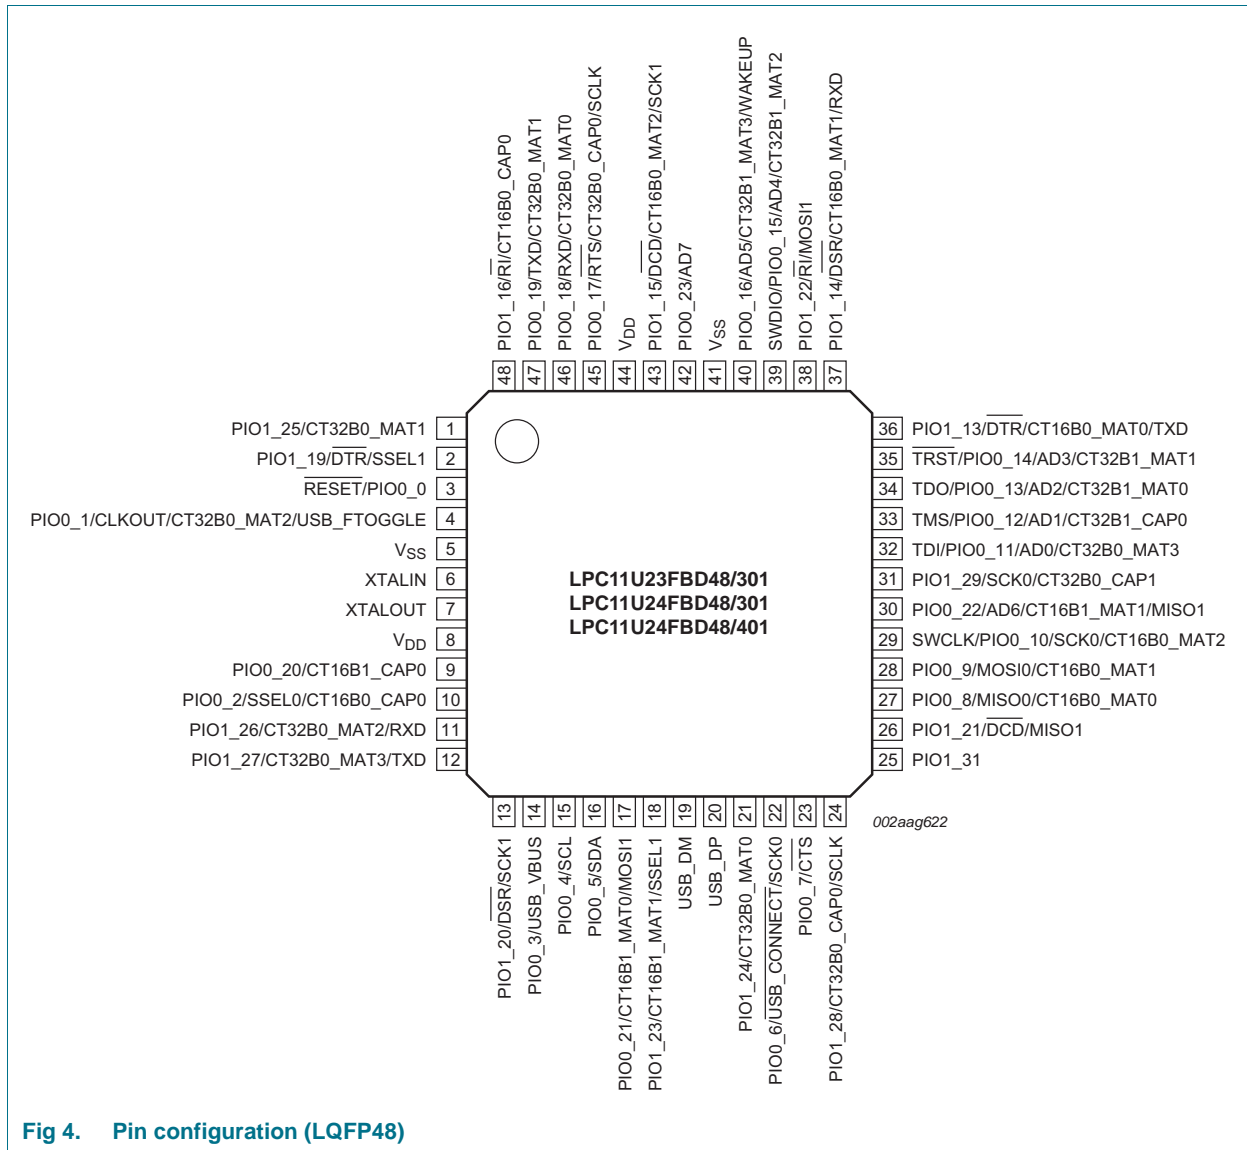 PIO1_16/RI/CT16B0_CAP0
PIO0_19/TXD/CT32B0_MAT1
PIO0_18/RXD/CT32B0_MAT0
PIO0_17/RTS/CT32B0_CAP0/SCLK
VDD
PIO1_15/DCD/CT16B0_MAT2/SCK1
PIO0_23/AD7
VSS
PIO0_16/AD5/CT32B1_MAT3/WAKEUP
SWDIO/PIO0_15/AD4/CT32B1_MAT2
PIO1_22/RI/MOSI1
PIO1_14/DSR/CT16B0_MAT1/RXD
48
47
46
45
44
43
42
41
40
39
38
37
PIO1_25/CT32B0_MAT1 1
PIO1_19/DTR/SSEL1 2
RESET/PIO0_0 3
PIO0_1/CLKOUT/CT32B0_MAT2/USB_FTOGGLE 4
VSS 5
XTALIN 6
XTALOUT 7
VDD 8
PIO0_20/CT16B1_CAP0 9
PIO0_2/SSEL0/CT16B0_CAP0 10
PIO1_26/CT32B0_MAT2/RXD 11
PIO1_27/CT32B0_MAT3/TXD 12
LPC11U23FBD48/301
LPC11U24FBD48/301
LPC11U24FBD48/401
36 PIO1_13/DTR/CT16B0_MAT0/TXD
35 TRST/PIO0_14/AD3/CT32B1_MAT1
34 TDO/PIO0_13/AD2/CT32B1_MAT0
33 TMS/PIO0_12/AD1/CT32B1_CAP0
32 TDI/PIO0_11/AD0/CT32B0_MAT3
31 PIO1_29/SCK0/CT32B0_CAP1
30 PIO0_22/AD6/CT16B1_MAT1/MISO1
29 SWCLK/PIO0_10/SCK0/CT16B0_MAT2
28 PIO0_9/MOSI0/CT16B0_MAT1
27 PIO0_8/MISO0/CT16B0_MAT0
26 PIO1_21/DCD/MISO1
25 PIO1_31
13
14
15
16
17
18
19
20
21
22
23
24
PIO1_20/DSR/SCK1
PIO0_3/USB_VBUS
PIO0_4/SCL
PIO0_5/SDA
PIO0_21/CT16B1_MAT0/MOSI1
PIO1_23/CT16B1_MAT1/SSEL1
USB_DM
USB_DP
PIO1_24/CT32B0_MAT0
PIO0_6/USB_CONNECT/SCK0
PIO0_7/CTS
PIO1_28/CT32B0_CAP0/SCLK
002aag622
Fig 4. Pin configuration (LQFP48)